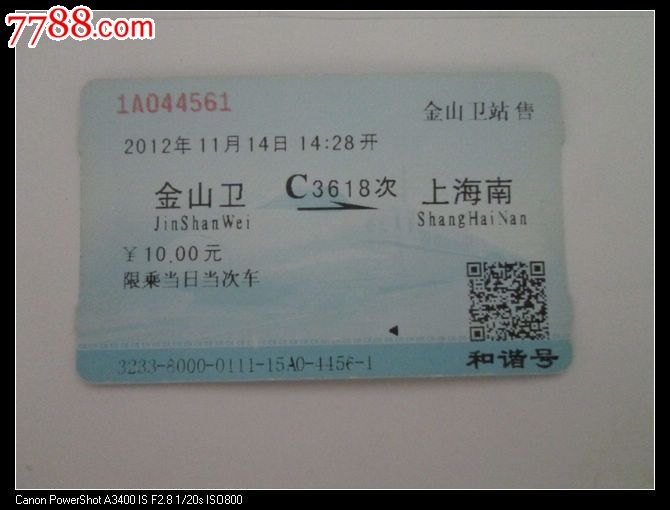 7788.com
1A044561
金山卫站 售
2012年11月14日 14:28开
金山卫 C3618次 上海南
JinShanWei ShangHaiNan
￥10.00元
限乘当日当次车
和谐号
3233-8000-0111-15A0-4456-1
Canon PowerShot A3400 IS F2.8 1/20s ISO800